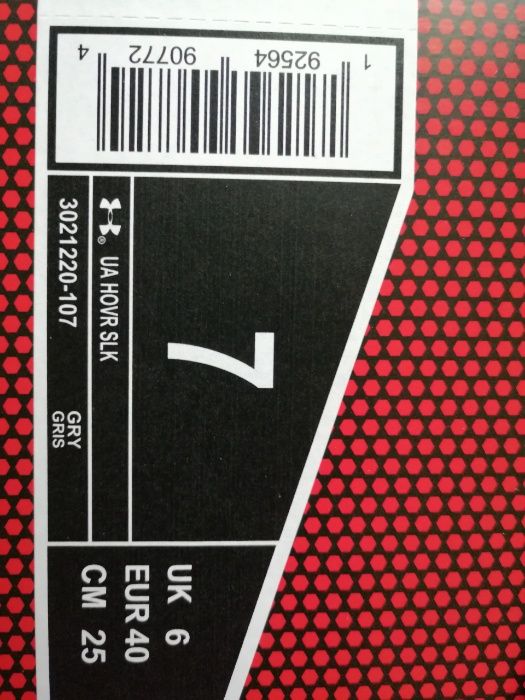 1 92564 90772 4
7
UA HOVR SLK
®
3021220-107 GRY
GRIS
UK 6
EUR 40
CM 25